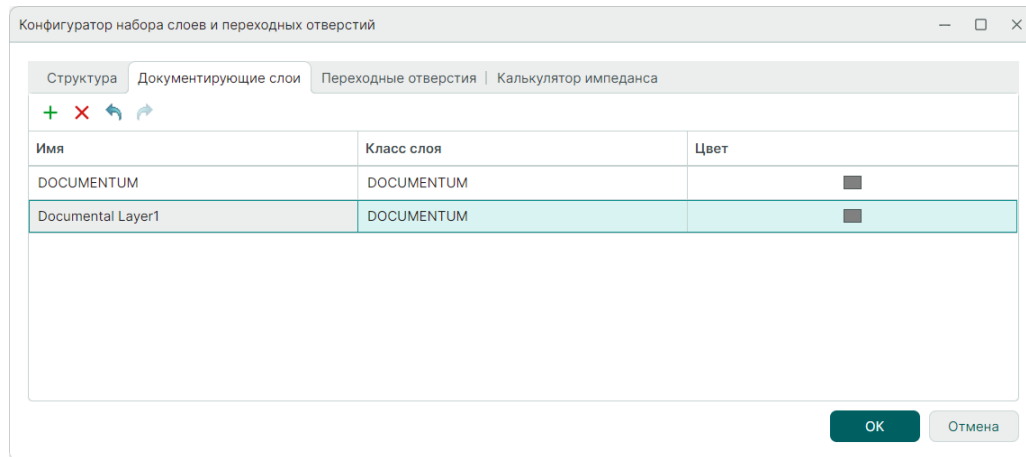 Конфигуратор набора слоев и переходных отверстий
Структура Документирующие слои Переходные отверстия Калькулятор импеданса
Имя Класс слоя Цвет
DOCUMENTUM DOCUMENTUM
Documental Layer1 DOCUMENTUM
ОК Отмена